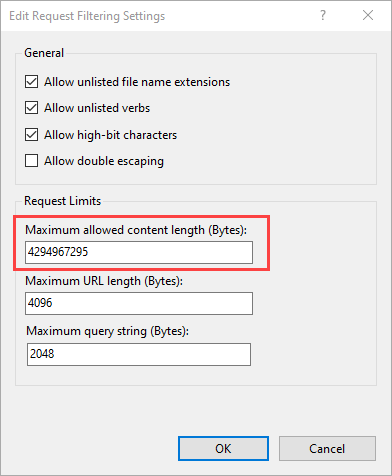 Edit Request Filtering Settings
General
Allow unlisted file name extensions
Allow unlisted verbs
Allow high-bit characters
Allow double escaping
Request Limits
Maximum allowed content length (Bytes):
4294967295
Maximum URL length (Bytes):
4096
Maximum query string (Bytes):
2048
OK
Cancel